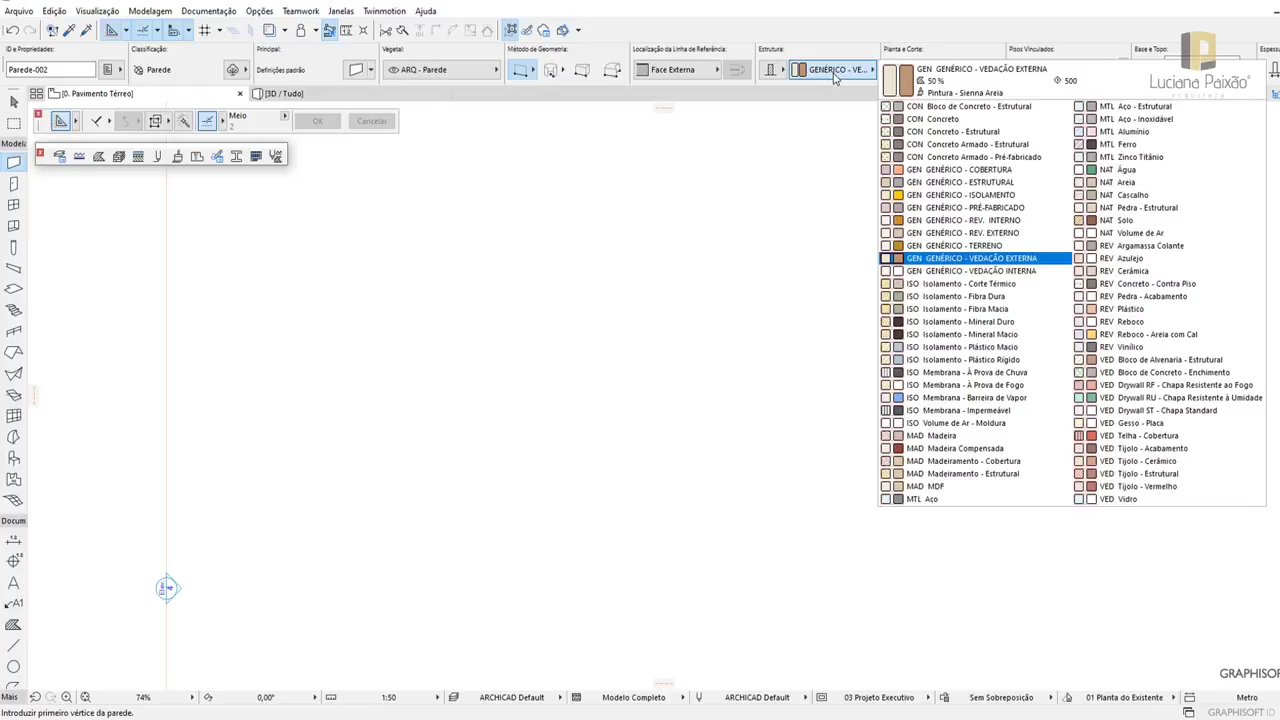 Arquivo Edição Visualização Modelagem Documentação Opções Teamwork Janelas Twinmotion Ajuda
ID e Propriedades: Classificação: Principal: Vegetal: Método de Geometria: Localização da Linha de Referência: Estrutura: Planta e Corte: Pisos Vinculados: Base e Topo: Espess
Parede-002 Parede Definições padrão ARQ - Parede Face Externa GENÉRICO - VE...
GEN GENÉRICO - VEDAÇÃO EXTERNA
50 % 500
Pintura - Sienna Areia
Luciana Paixão®
arquiteta
[0. Pavimento Térreo] [3D / Tudo]
Meio
2
OK Cancelar
Modela
CON Bloco de Concreto - Estrutural
CON Concreto
CON Concreto - Estrutural
CON Concreto Armado - Estrutural
CON Concreto Armado - Pré-fabricado
GEN GENÉRICO - COBERTURA
GEN GENÉRICO - ESTRUTURAL
GEN GENÉRICO - ISOLAMENTO
GEN GENÉRICO - PRÉ-FABRICADO
GEN GENÉRICO - REV. INTERNO
GEN GENÉRICO - REV. EXTERNO
GEN GENÉRICO - TERRENO
GEN GENÉRICO - VEDAÇÃO EXTERNA
GEN GENÉRICO - VEDAÇÃO INTERNA
ISO Isolamento - Corte Térmico
ISO Isolamento - Fibra Dura
ISO Isolamento - Fibra Macia
ISO Isolamento - Mineral Duro
ISO Isolamento - Mineral Macio
ISO Isolamento - Plástico Macio
ISO Isolamento - Plástico Rígido
ISO Membrana - À Prova de Chuva
ISO Membrana - À Prova de Fogo
ISO Membrana - Barreira de Vapor
ISO Membrana - Impermeável
ISO Volume de Ar - Moldura
MAD Madeira
MAD Madeira Compensada
MAD Madeiramento - Cobertura
MAD Madeiramento - Estrutural
MAD MDF
MTL Aço
MTL Aço - Estrutural
MTL Aço - Inoxidável
MTL Alumínio
MTL Ferro
MTL Zinco Titânio
NAT Água
NAT Areia
NAT Cascalho
NAT Pedra - Estrutural
NAT Solo
NAT Volume de Ar
REV Argamassa Colante
REV Azulejo
REV Cerâmica
REV Concreto - Contra Piso
REV Pedra - Acabamento
REV Plástico
REV Reboco
REV Reboco - Areia com Cal
REV Vinílico
VED Bloco de Alvenaria - Estrutural
VED Bloco de Concreto - Enchimento
VED Drywall RF - Chapa Resistente ao Fogo
VED Drywall RU - Chapa Resistente à Umidade
VED Drywall ST - Chapa Standard
VED Gesso - Placa
VED Telha - Cobertura
VED Tijolo - Acabamento
VED Tijolo - Cerâmico
VED Tijolo - Estrutural
VED Tijolo - Vermelho
VED Vidro
Docum
Elev
4
A1
GRAPHISOFT
Mais 74% 0,00° 1:50 ARCHICAD Default Modelo Completo ARCHICAD Default 03 Projeto Executivo Sem Sobreposição 01 Planta do Existente Metro
Introduzir primeiro vértice da parede. GRAPHISOFT ID